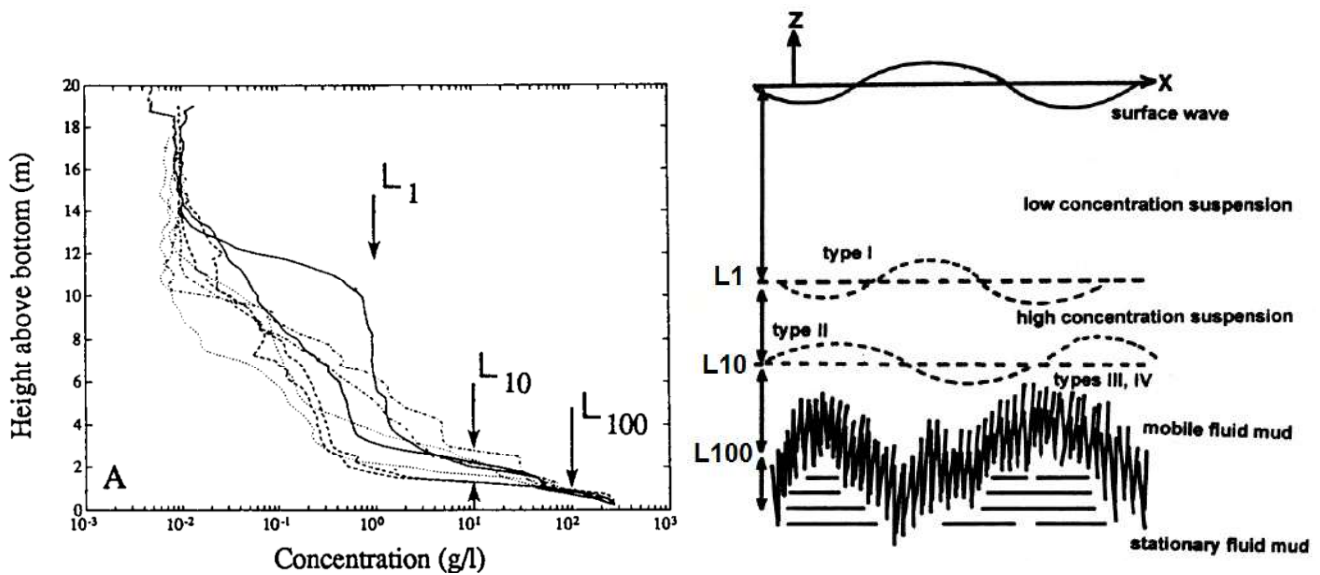 20
18
16
14
12
10
8
6
4
2
0
Height above bottom (m)
A
L1
L10
L100
10-3
10-2
10-1
100
101
102
103
Concentration (g/l)
Z
X
surface wave
low concentration suspension
type I
L1
high concentration suspension
type II
L10
types III, IV
mobile fluid mud
L100
stationary fluid mud